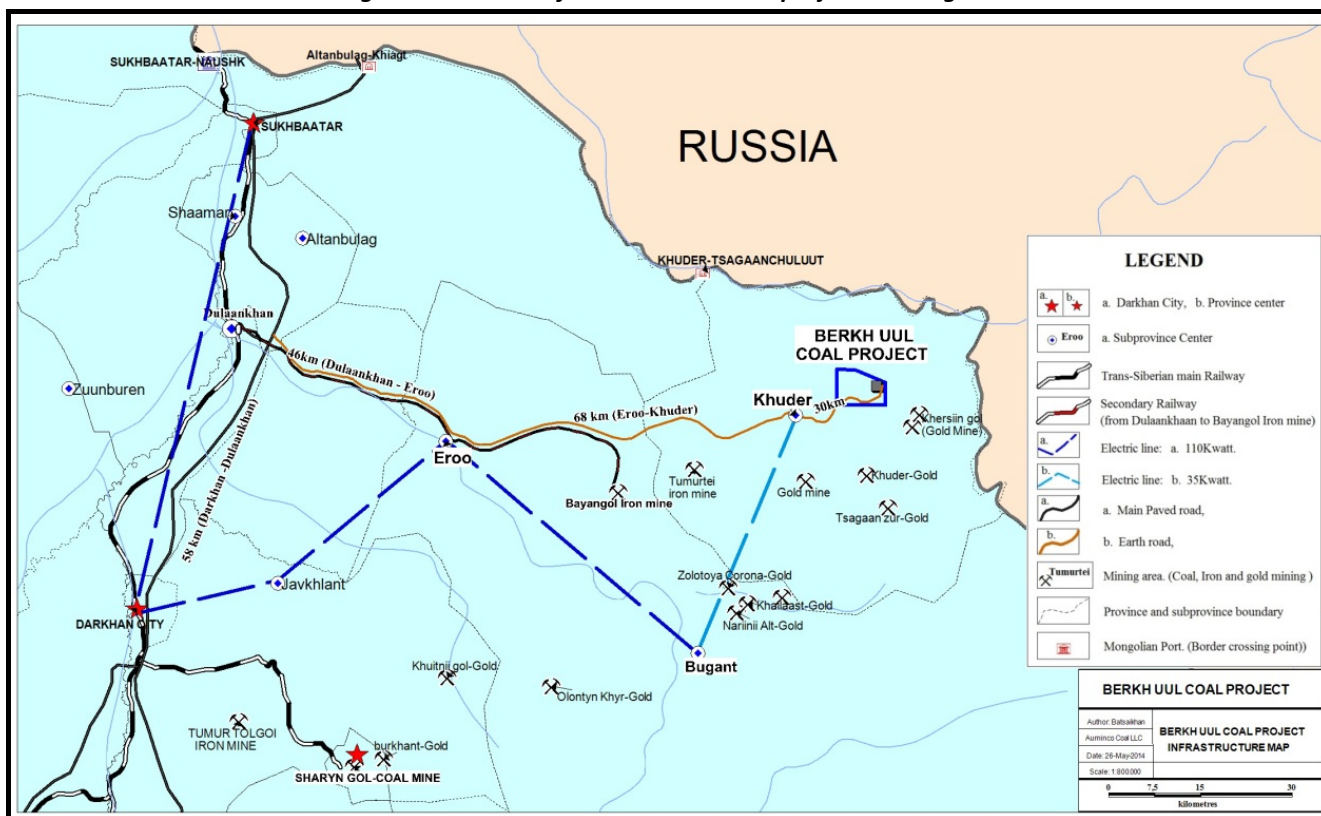 SUKHBAATAR-NAUSHK
Altanbulag-Khiagt
SUKHBAATAR
RUSSIA
Shaamar
Altanbulag
KHUDER-TSAGAANCHULUUT
Dulaankhan
46km (Dulaankhan - Eroo)
BERKH UUL
COAL PROJECT
Zuunburen
68 km (Eroo-Khuder)
Khuder
30km
Khersiin gol
(Gold Mine)
Eroo
58 km (Darkhan -Dulaankhan)
Tumurtei
iron mine
Gold mine
Khuder-Gold
Bayangol iron mine
Tsagaan zur-Gold
Javkhlant
Zolotoya Corona-Gold
Khaliaast-Gold
Nariinii Alt-Gold
DARKHAN CITY
Bugant
Khuitnii gol-Gold
Olontyn Khyr-Gold
TUMUR TOLGOI
IRON MINE
burkhant-Gold
SHARYN GOL-COAL MINE
LEGEND
a. b. a. Darkhan City, b. Province center
Eroo a. Subprovince Center
Trans-Siberian main Railway
Secondary Railway
(from Dulaankhaan to Bayangol Iron mine)
a. Electric line: a. 110Kwatt.
b. Electric line: b. 35Kwatt.
a. a. Main Paved road,
b. b. Earth road,
Tumurtei Mining area. (Coal, Iron and gold mining )
Province and subprovince boundary
Mongolian Port. (Border crossing point))
BERKH UUL COAL PROJECT
Author: Batsaikhan
Auminco Coal LLC
Date: 26-May-2014
Scale: 1:800.000
BERKH UUL COAL PROJECT
INFRASTRUCTURE MAP
0 7,5 15 30
kilometres